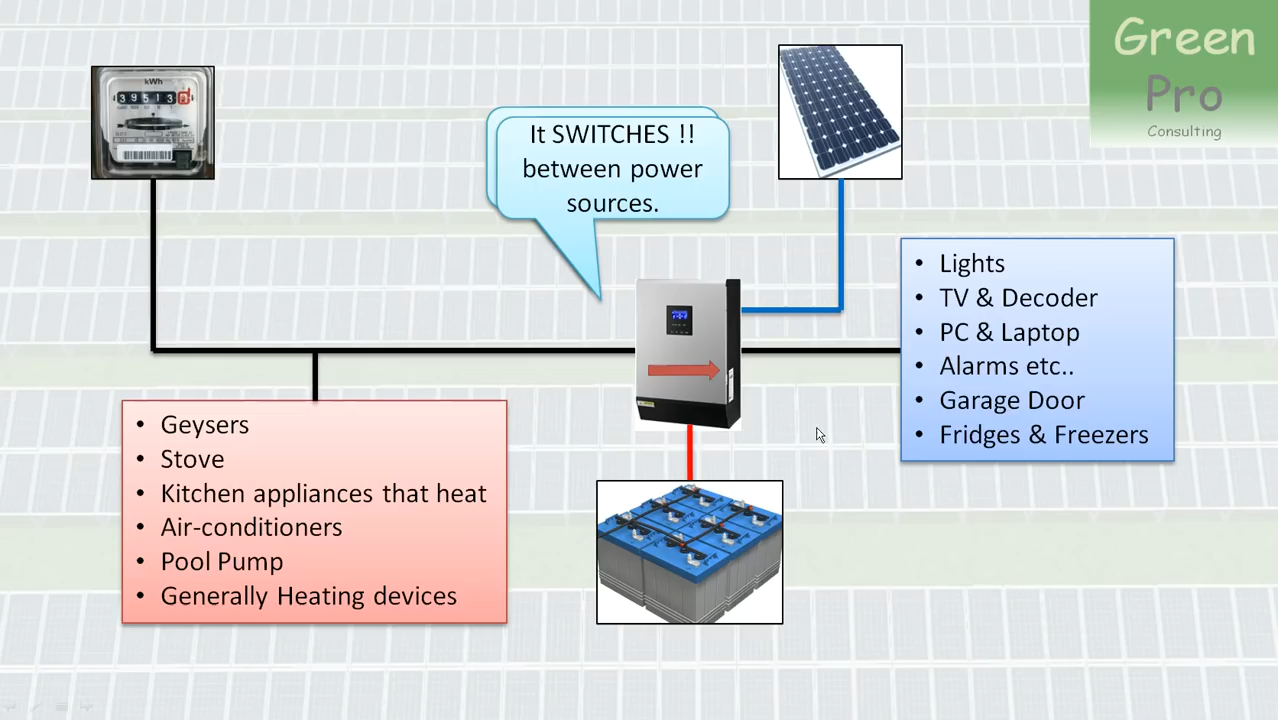 Green
Pro
Consulting
kWh
39513
It SWITCHES !!
between power
sources.
• Lights
• TV & Decoder
• PC & Laptop
• Alarms etc..
• Garage Door
• Fridges & Freezers
• Geysers
• Stove
• Kitchen appliances that heat
• Air-conditioners
• Pool Pump
• Generally Heating devices